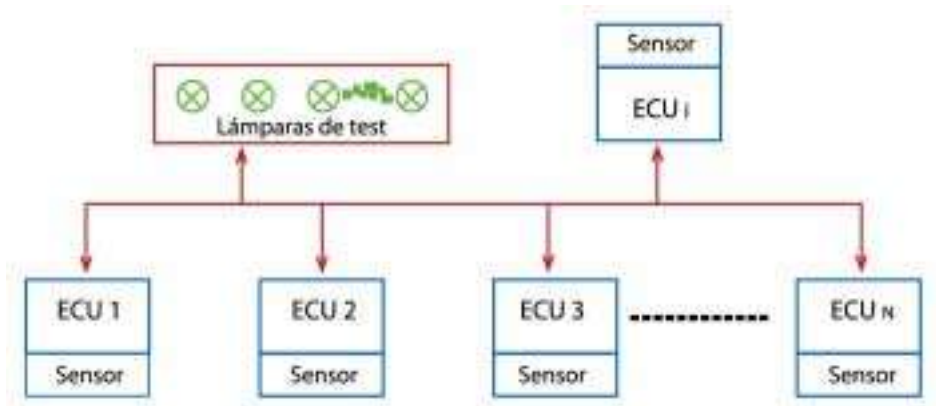 Sensor
ECU i
Lámparas de test
ECU 1
Sensor
ECU 2
Sensor
ECU 3
Sensor
ECU N
Sensor